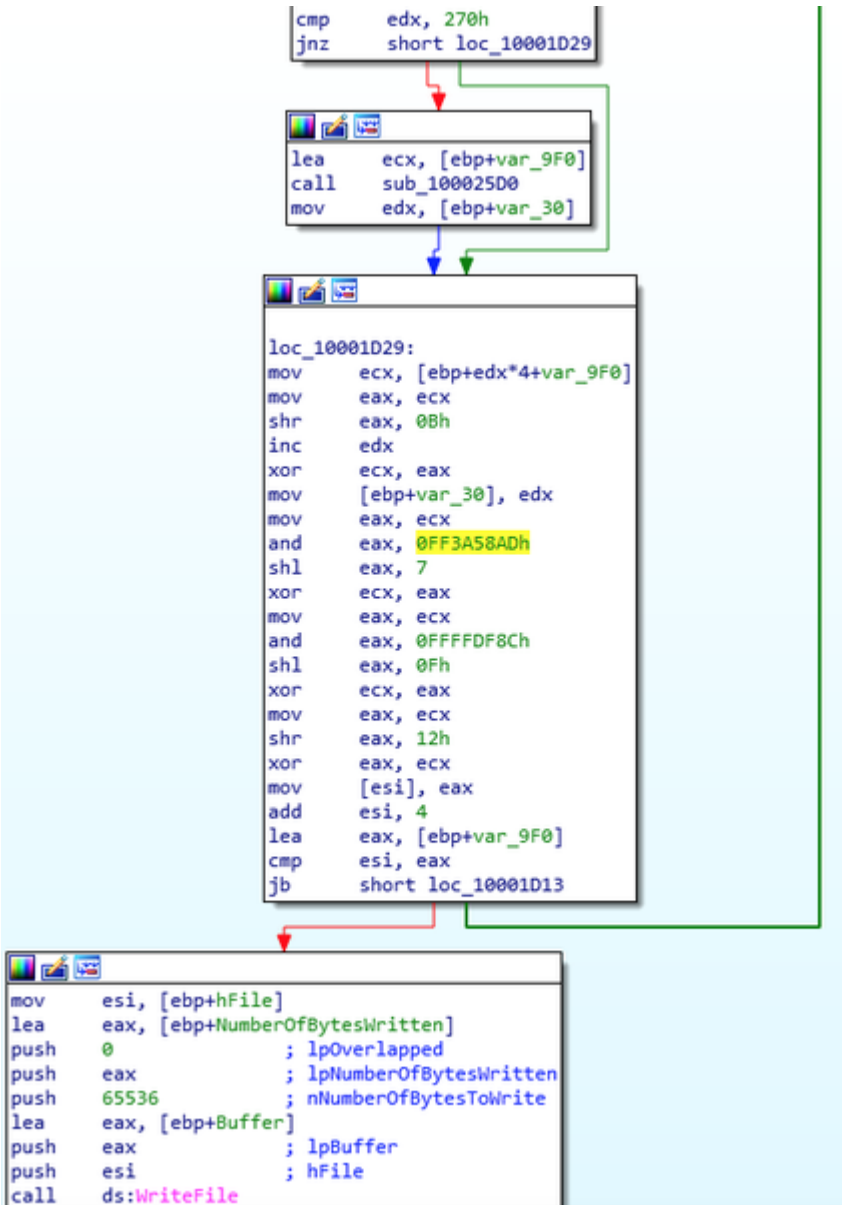 cmp edx, 270h
jnz short loc_10001D29
lea ecx, [ebp+var_9F0]
call sub_100025D0
mov edx, [ebp+var_30]
loc_10001D29:
mov ecx, [ebp+edx*4+var_9F0]
mov eax, ecx
shr eax, 0Bh
inc edx
xor ecx, eax
mov [ebp+var_30], edx
mov eax, ecx
and eax, 0FF3A58ADh
shl eax, 7
xor ecx, eax
mov eax, ecx
and eax, 0FFFFDF8Ch
shl eax, 0Fh
xor ecx, eax
mov eax, ecx
shr eax, 12h
xor eax, ecx
mov [esi], eax
add esi, 4
lea eax, [ebp+var_9F0]
cmp esi, eax
jb short loc_10001D13
mov esi, [ebp+hFile]
lea eax, [ebp+NumberOfBytesWritten]
push 0 ; lpOverlapped
push eax ; lpNumberOfBytesWritten
push 65536 ; nNumberOfBytesToWrite
lea eax, [ebp+Buffer]
push eax ; lpBuffer
push esi ; hFile
call ds:WriteFile